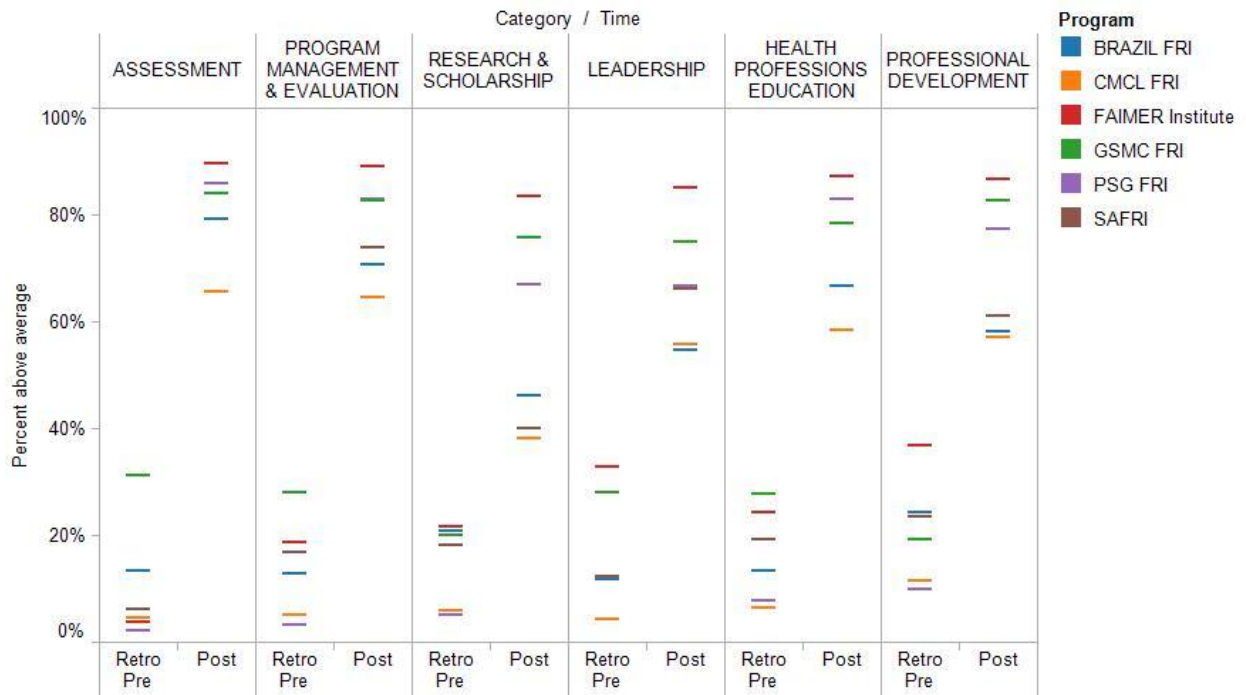 Category / Time
ASSESSMENT
PROGRAM
MANAGEMENT
& EVALUATION
RESEARCH &
SCHOLARSHIP
LEADERSHIP
HEALTH
PROFESSIONS
EDUCATION
PROFESSIONAL
DEVELOPMENT
Program
BRAZIL FRI
CMCL FRI
FAIMER Institute
GSMC FRI
PSG FRI
SAFRI
Percent above average
100%
80%
60%
40%
20%
0%
Retro
Pre
Post
Retro
Pre
Post
Retro
Pre
Post
Retro
Pre
Post
Retro
Pre
Post
Retro
Pre
Post